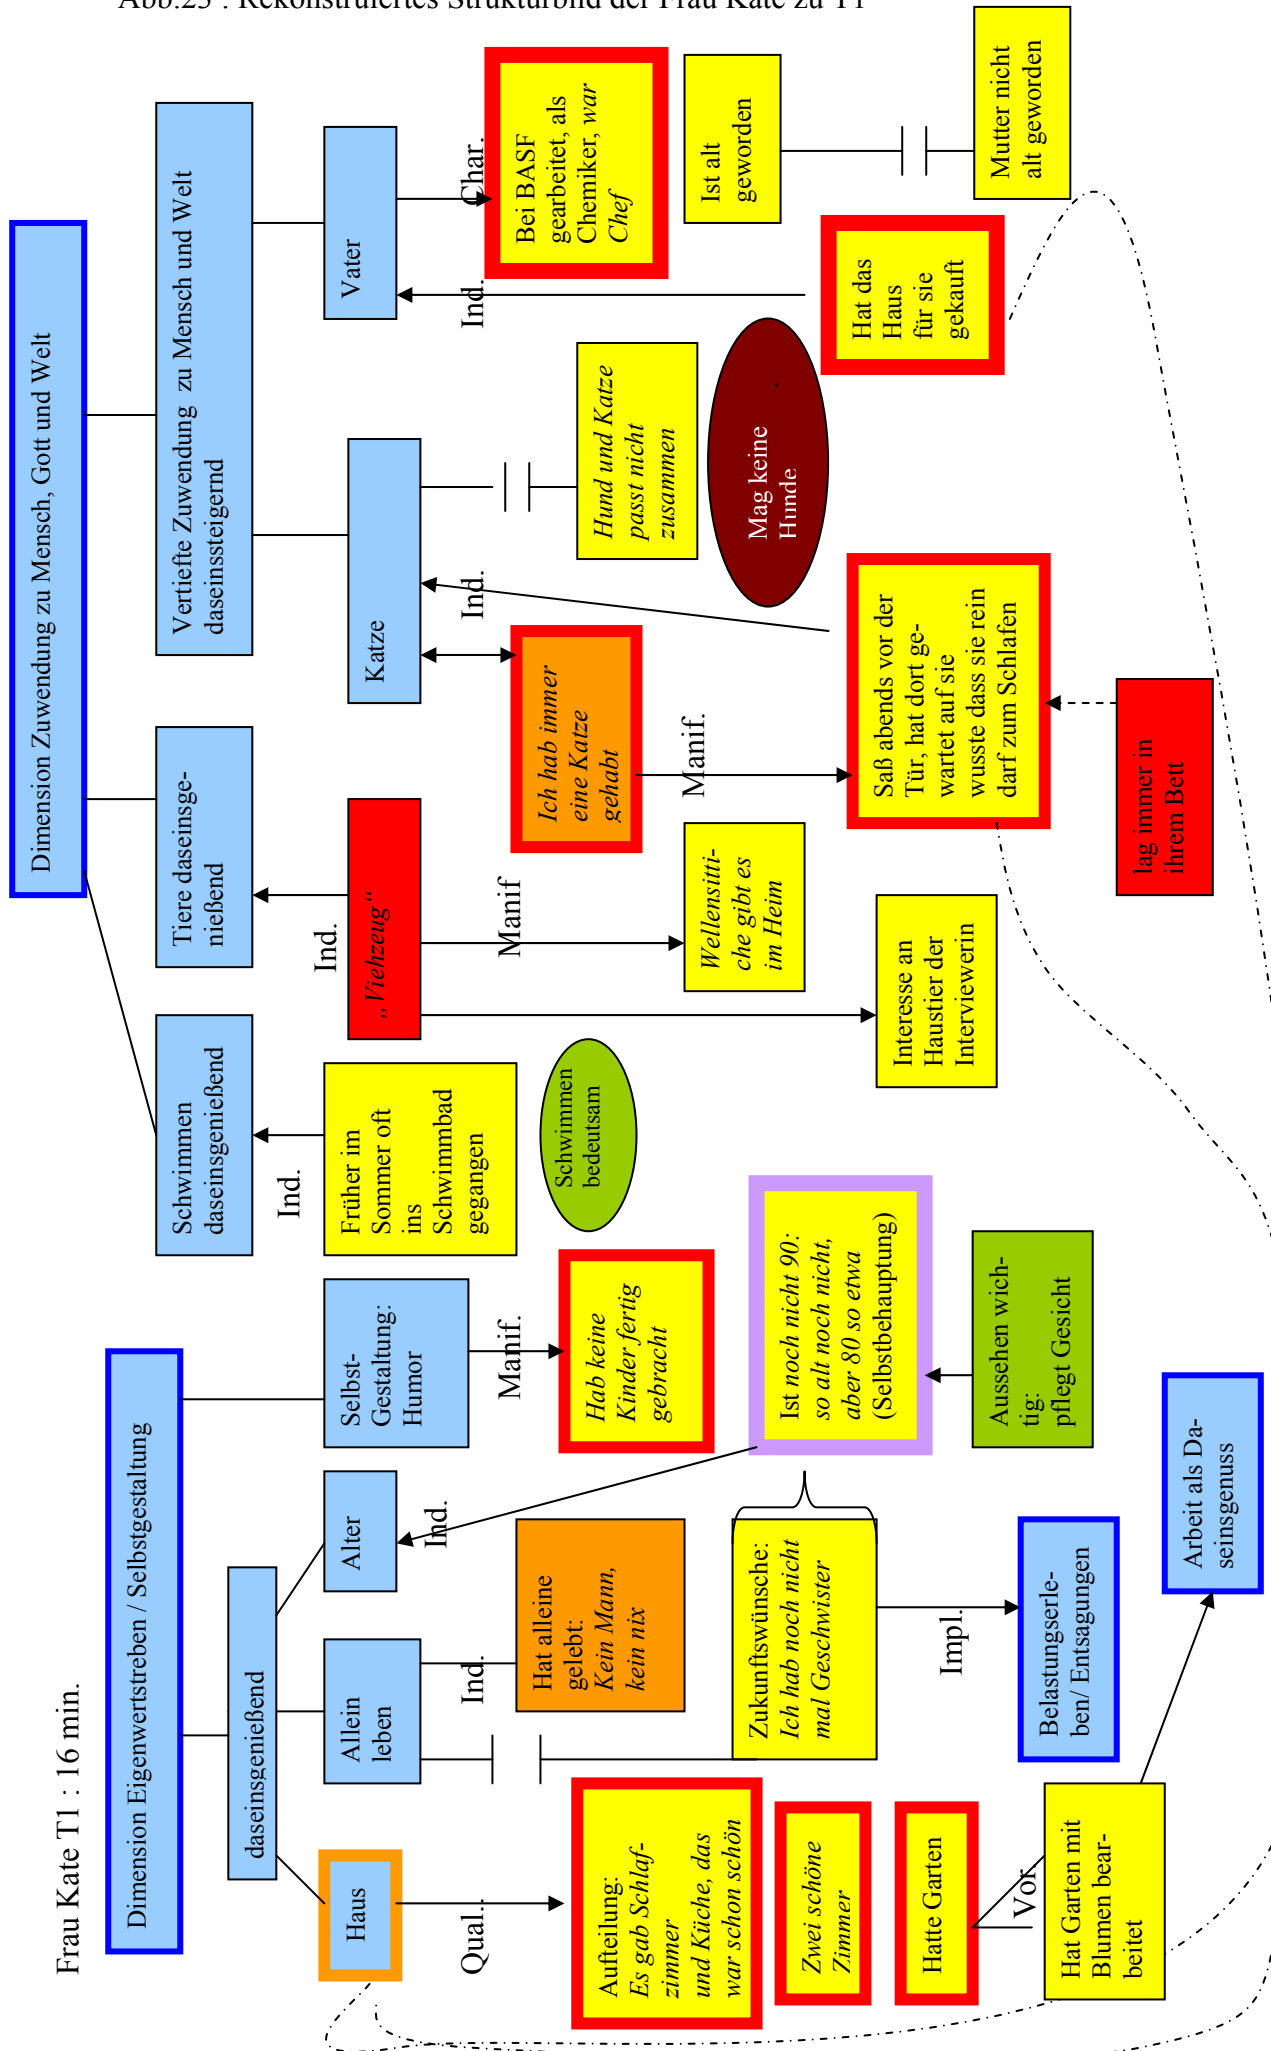 Abb.23 : Rekonstruiertes Strukturbild der Frau Kate zu T1
Frau Kate T1 : 16 min.
Dimension Eigenwertstreben / Selbstgestaltung
daseinsgenießend
Haus
Qual..
Aufteilung:
Es gab Schlaf-
zimmer
und Küche, das
war schon schön
Zwei schöne
Zimmer
Hatte Garten
Vor
Hat Garten mit
Blumen bear-
beitet
Arbeit als Da-
seinsgenuss
Allein
leben
Ind.
Hat alleine
gelebt:
Kein Mann,
kein nix
Zukunftswünsche:
Ich hab noch nicht
mal Geschwister
Impl.
Belastungserle-
ben/ Entsagungen
Alter
Ind.
Selbst-
Gestaltung:
Humor
Manif.
Hab keine
Kinder fertig
gebracht
Ist noch nicht 90:
so alt noch nicht,
aber 80 so etwa
(Selbstbehauptung)
Aussehen wich-
tig:
pflegt Gesicht
Dimension Zuwendung zu Mensch, Gott und Welt
Schwimmen
daseinsgenießend
Ind.
Früher im
Sommer oft
ins
Schwimmbad
gegangen
Schwimmen
bedeutsam
Tiere daseinsge-
nießend
Ind.
„Viehzeug“
Manif
Wellensitti-
che gibt es
im Heim
Interesse an
Haustier der
Interviewerin
Vertiefte Zuwendung zu Mensch und Welt
daseinssteigernd
Katze
Ind.
Ich hab immer
eine Katze
gehabt
Manif.
Saß abends vor der
Tür, hat dort ge-
wartet auf sie
wusste dass sie rein
darf zum Schlafen
lag immer in
ihrem Bett
Hund und Katze
passt nicht
zusammen
Mag keine
Hunde.
Vater
Ind.
Char.
Bei BASF
gearbeitet, als
Chemiker, war
Chef
Hat das
Haus
für sie
gekauft
Ist alt
geworden
Mutter nicht
alt geworden